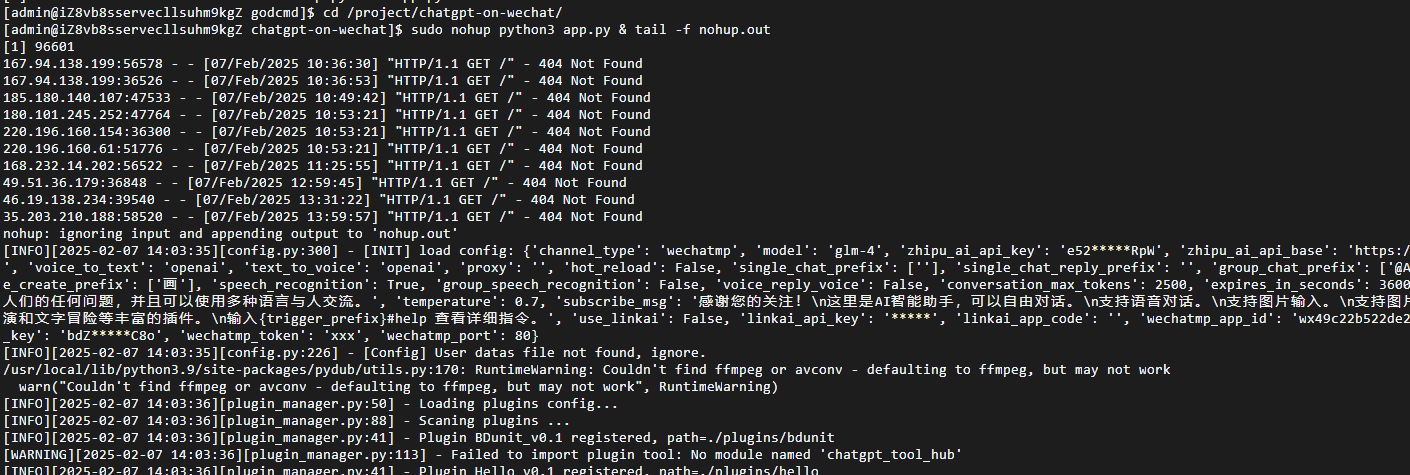 [admin@iZ8vb8sservecllsuhm9kgZ godcmd]$ cd /project/chatgpt-on-wechat/
[admin@iZ8vb8sservecllsuhm9kgZ chatgpt-on-wechat]$ sudo nohup python3 app.py & tail -f nohup.out
[1] 96601
167.94.138.199:56578 - - [07/Feb/2025 10:36:30] "HTTP/1.1 GET /" - 404 Not Found
167.94.138.199:36526 - - [07/Feb/2025 10:36:53] "HTTP/1.1 GET /" - 404 Not Found
185.180.140.107:47533 - - [07/Feb/2025 10:49:42] "HTTP/1.1 GET /" - 404 Not Found
180.101.245.252:47764 - - [07/Feb/2025 10:53:21] "HTTP/1.1 GET /" - 404 Not Found
220.196.160.154:36300 - - [07/Feb/2025 10:53:21] "HTTP/1.1 GET /" - 404 Not Found
220.196.160.61:51776 - - [07/Feb/2025 10:53:21] "HTTP/1.1 GET /" - 404 Not Found
168.232.14.202:56522 - - [07/Feb/2025 11:25:55] "HTTP/1.1 GET /" - 404 Not Found
49.51.36.179:36848 - - [07/Feb/2025 12:59:45] "HTTP/1.1 GET /" - 404 Not Found
46.19.138.234:39540 - - [07/Feb/2025 13:31:22] "HTTP/1.1 GET /" - 404 Not Found
35.203.210.188:58520 - - [07/Feb/2025 13:59:57] "HTTP/1.1 GET /" - 404 Not Found
nohup: ignoring input and appending output to 'nohup.out'
[INFO][2025-02-07 14:03:35][config.py:300] - [INIT] load config: {'channel_type': 'wechatmp', 'model': 'glm-4', 'zhipu_ai_api_key': 'e52*****RpW', 'zhipu_ai_api_base': 'https:/
', 'voice_to_text': 'openai', 'text_to_voice': 'openai', 'proxy': '', 'hot_reload': False, 'single_chat_prefix': [''], 'single_chat_reply_prefix': '', 'group_chat_prefix': ['@A
e_create_prefix': ['画'], 'speech_recognition': True, 'group_speech_recognition': False, 'voice_reply_voice': False, 'conversation_max_tokens': 2500, 'expires_in_seconds': 3600
人们的任何问题，并且可以使用多种语言与人交流。', 'temperature': 0.7, 'subscribe_msg': '感谢您的关注！\n这里是AI智能助手，可以自由对话。\n支持语音对话。\n支持图片输入。\n支持图片
演和文字冒险等丰富的插件。\n输入{trigger_prefix}#help 查看详细指令。', 'use_linkai': False, 'linkai_api_key': '*****', 'linkai_app_code': '', 'wechatmp_app_id': 'wx49c22b522de2
_key': 'bdZ*****C8o', 'wechatmp_token': 'xxx', 'wechatmp_port': 80}
[INFO][2025-02-07 14:03:35][config.py:226] - [Config] User datas file not found, ignore.
/usr/local/lib/python3.9/site-packages/pydub/utils.py:170: RuntimeWarning: Couldn't find ffmpeg or avconv - defaulting to ffmpeg, but may not work
  warn("Couldn't find ffmpeg or avconv - defaulting to ffmpeg, but may not work", RuntimeWarning)
[INFO][2025-02-07 14:03:36][plugin_manager.py:50] - Loading plugins config...
[INFO][2025-02-07 14:03:36][plugin_manager.py:88] - Scaning plugins ...
[INFO][2025-02-07 14:03:36][plugin_manager.py:41] - Plugin BDunit_v0.1 registered, path=./plugins/bdunit
[WARNING][2025-02-07 14:03:36][plugin_manager.py:113] - Failed to import plugin tool: No module named 'chatgpt_tool_hub'
[INFO][2025-02-07 14:03:36][plugin_manager.py:41] - Plugin Hello_v0.1 registered, path=./plugins/hello